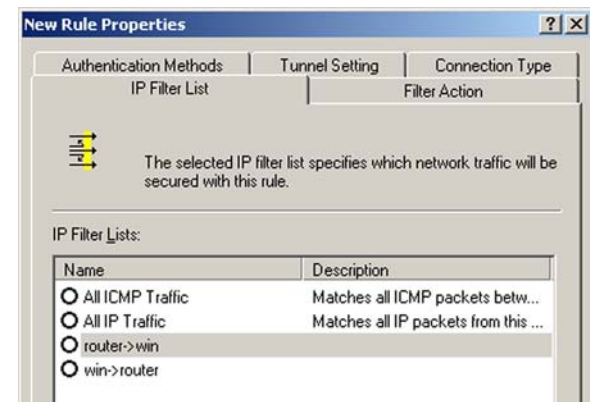 New Rule Properties
Authentication Methods Tunnel Setting Connection Type
IP Filter List Filter Action
The selected IP filter list specifies which network traffic will be
secured with this rule.
IP Filter Lists:
Name Description
All ICMP Traffic Matches all ICMP packets betw...
All IP Traffic Matches all IP packets from this ...
router->win
win->router